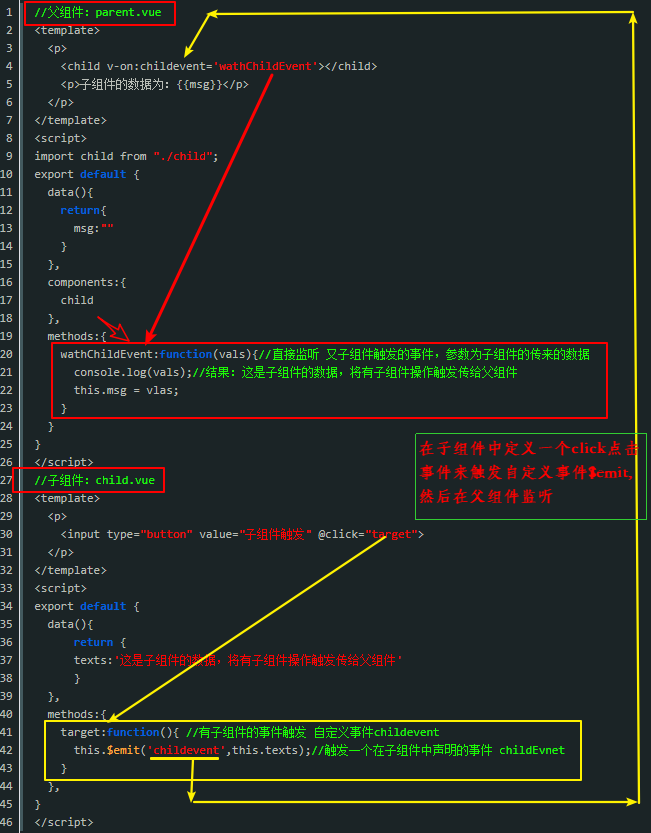 1 //父组件: parent.vue
2 <template>
3 <p>
4 <child v-on:childevent='wathChildEvent'></child>
5 <p>子组件的数据为: {{msg}}</p>
6 </p>
7 </template>
8 <script>
9 import child from "./child";
10 export default {
11 data(){
12 return{
13 msg:""
14 }
15 },
16 components:{
17 child
18 },
19 methods:{
20 wathChildEvent:function(vals){//直接监听 又子组件触发的事件, 参数为子组件的传来的数据
21 console.log(vals);//结果: 这是子组件的数据, 将有子组件操作触发传给父组件
22 this.msg = vlas;
23 }
24 }
25 }
26 </script>
在子组件中定义一个click点击
事件来触发自定义事件$emit,
然后在父组件监听
27 //子组件: child.vue
28 <template>
29 <p>
30 <input type="button" value="子组件触发" @click="target">
31 </p>
32 </template>
33 <script>
34 export default {
35 data(){
36 return {
37 texts:'这是子组件的数据, 将有子组件操作触发传给父组件'
38 }
39 },
40 methods:{
41 target:function(){ //有子组件的事件触发 自定义事件childevent
42 this.$emit('childevent',this.texts);//触发一个在子组件中声明的事件 childEvnet
43 }
44 },
45 }
46 </script>